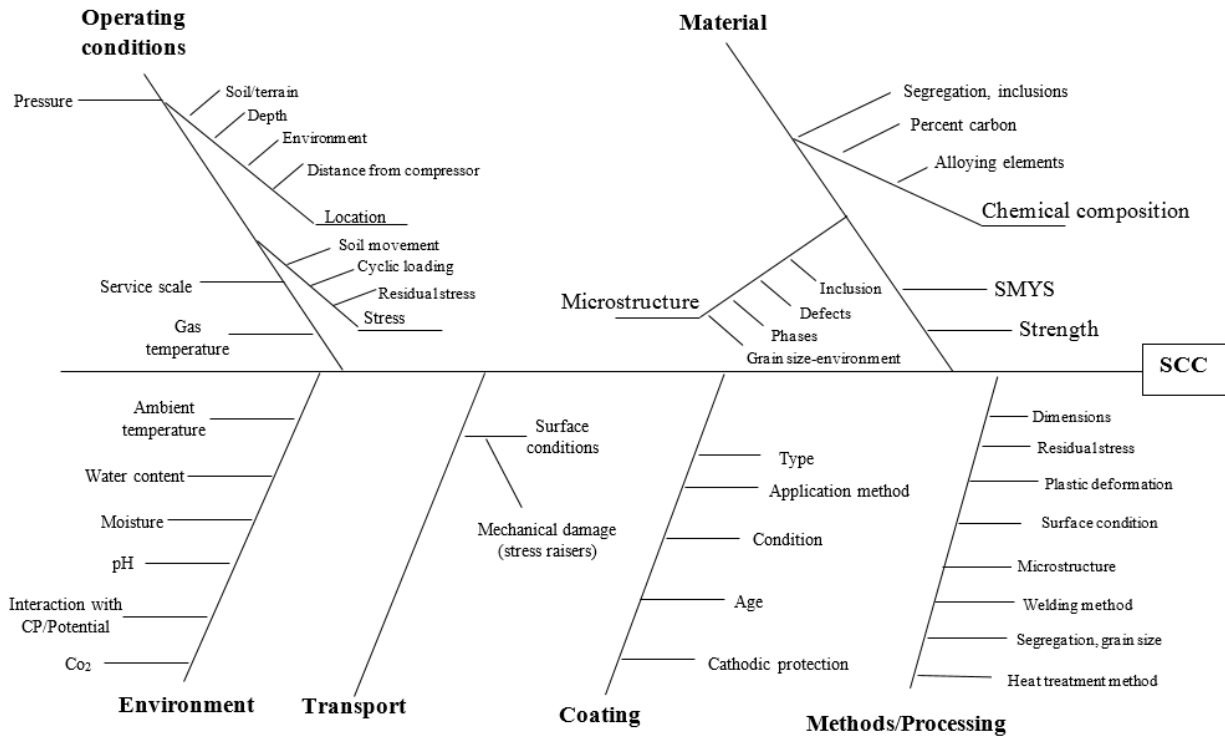 Operating
conditions
Pressure
Soil/terrain
Depth
Environment
Distance from compressor
Location
Soil movement
Cyclic loading
Residual stress
Stress
Service scale
Gas
temperature
Material
Segregation, inclusions
Percent carbon
Alloying elements
Chemical composition
Microstructure
Inclusion
Defects
Phases
Grain size-environment
SMYS
Strength
SCC
Ambient
temperature
Water content
Moisture
pH
Interaction with
CP/Potential
Co₂
Environment
Surface
conditions
Mechanical damage
(stress raisers)
Transport
Type
Application method
Condition
Age
Cathodic protection
Coating
Dimensions
Residual stress
Plastic deformation
Surface condition
Microstructure
Welding method
Segregation, grain size
Heat treatment method
Methods/Processing